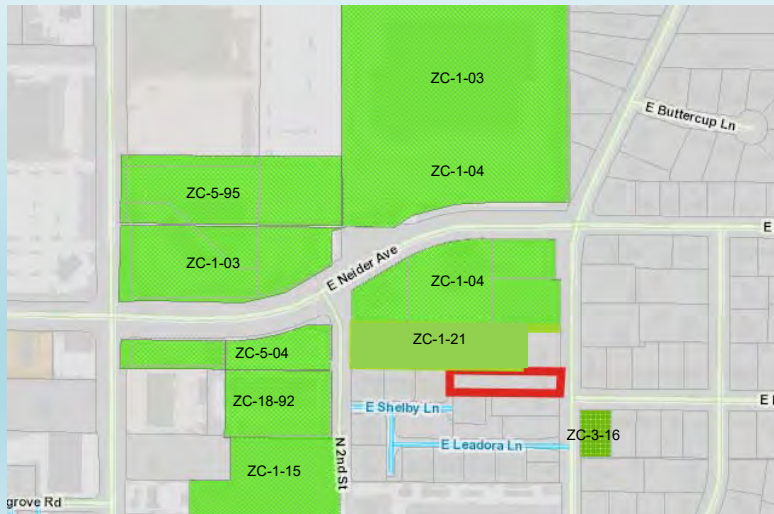 ZC-1-03
E Buttercup Ln
ZC-1-04
ZC-5-95
E
ZC-1-03
E Neider Ave
ZC-1-04
ZC-1-21
ZC-5-04
ZC-18-92
E Shelby Ln
E
ZC-3-16
E Leadora Ln
N 2nd St
ZC-1-15
grove Rd